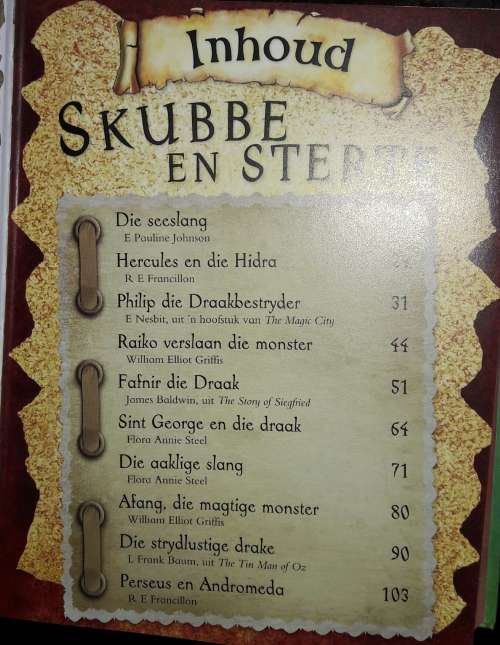 Inhoud
SKUBBE
EN STERTE
Die seeslang
E Pauline Johnson
Hercules en die Hidra
R E Francillon
Philip die Draakbestryder 31
E Nesbit, uit 'n hoofstuk van The Magic City
Raiko verslaan die monster 44
William Elliot Griffis
Fafnir die Draak 51
James Baldwin, uit The Story of Siegfried
Sint George en die draak 64
Flora Annie Steel
Die aaklige slang 71
Flora Annie Steel
Afang, die magtige monster 80
William Elliot Griffis
Die strydlustige drake 90
L Frank Baum, uit The Tin Man of Oz
Perseus en Andromeda 103
R E Francillon